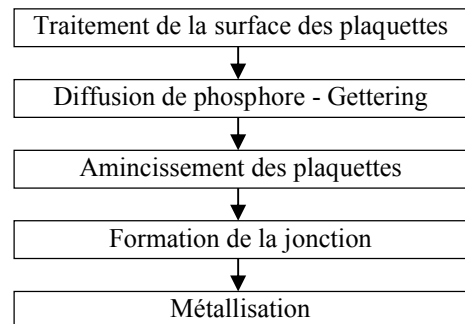 Traitement de la surface des plaquettes
Diffusion de phosphore - Gettering
Amincissement des plaquettes
Formation de la jonction
Métallisation